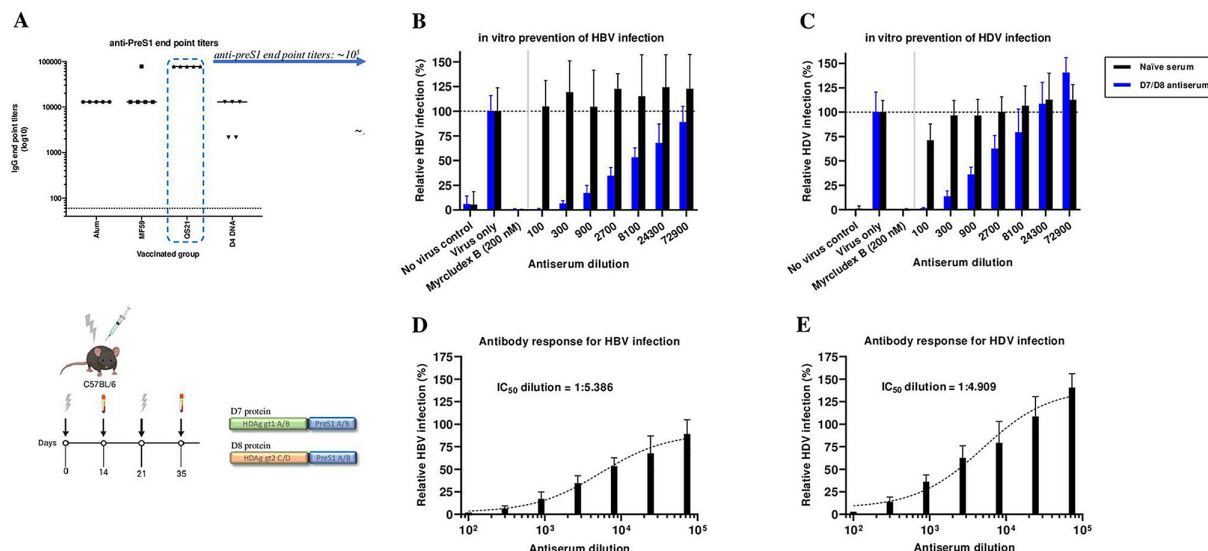 A
anti-PreS1 end point titers
anti-preS1 end point titers: ~10⁵
IgG end point titers
(log10)
100000
10000
1000
100
~.
Alum
MF59
QS21
D4 DNA
Vaccinated group
C57BL/6
Days
0
14
21
35
D7 protein
HDAg gt1 A/B
PreS1 A/B
D8 protein
HDAg gt2 C/D
PreS1 A/B
B
in vitro prevention of HBV infection
Relative HBV infection (%)
150
125
100
75
50
25
0
No virus control
Virus only
Myrcludex B (200 nM)
100
300
900
2700
8100
24300
72900
Antiserum dilution
C
in vitro prevention of HDV infection
Relative HDV infection (%)
150
125
100
75
50
25
0
No virus control
Virus only
Myrcludex B (200 nM)
100
300
900
2700
8100
24300
72900
Antiserum dilution
Naïve serum
D7/D8 antiserum
D
Antibody response for HBV infection
IC₅₀ dilution = 1:5.386
Relative HBV infection (%)
150
125
100
75
50
25
0
10²
10³
10⁴
10⁵
Antiserum dilution
E
Antibody response for HDV infection
IC₅₀ dilution = 1:4.909
Relative HDV infection (%)
150
125
100
75
50
25
0
10²
10³
10⁴
10⁵
Antiserum dilution